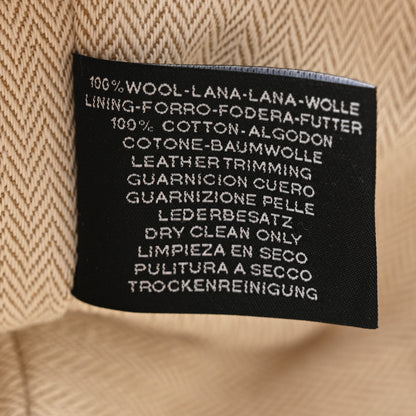 100% WOOL-LANA-LANA-WOLLE
LINING-FORRO-FODERA-FUTTER
100% COTTON-ALGODON
COTONE-BAUMWOLLE
LEATHER TRIMMING
GUARNICION CUERO
GUARNIZIONE PELLE
LEDERBESATZ
DRY CLEAN ONLY
LIMPIEZA EN SECO
PULITURA A SECCO
TROCKENREINIGUNG